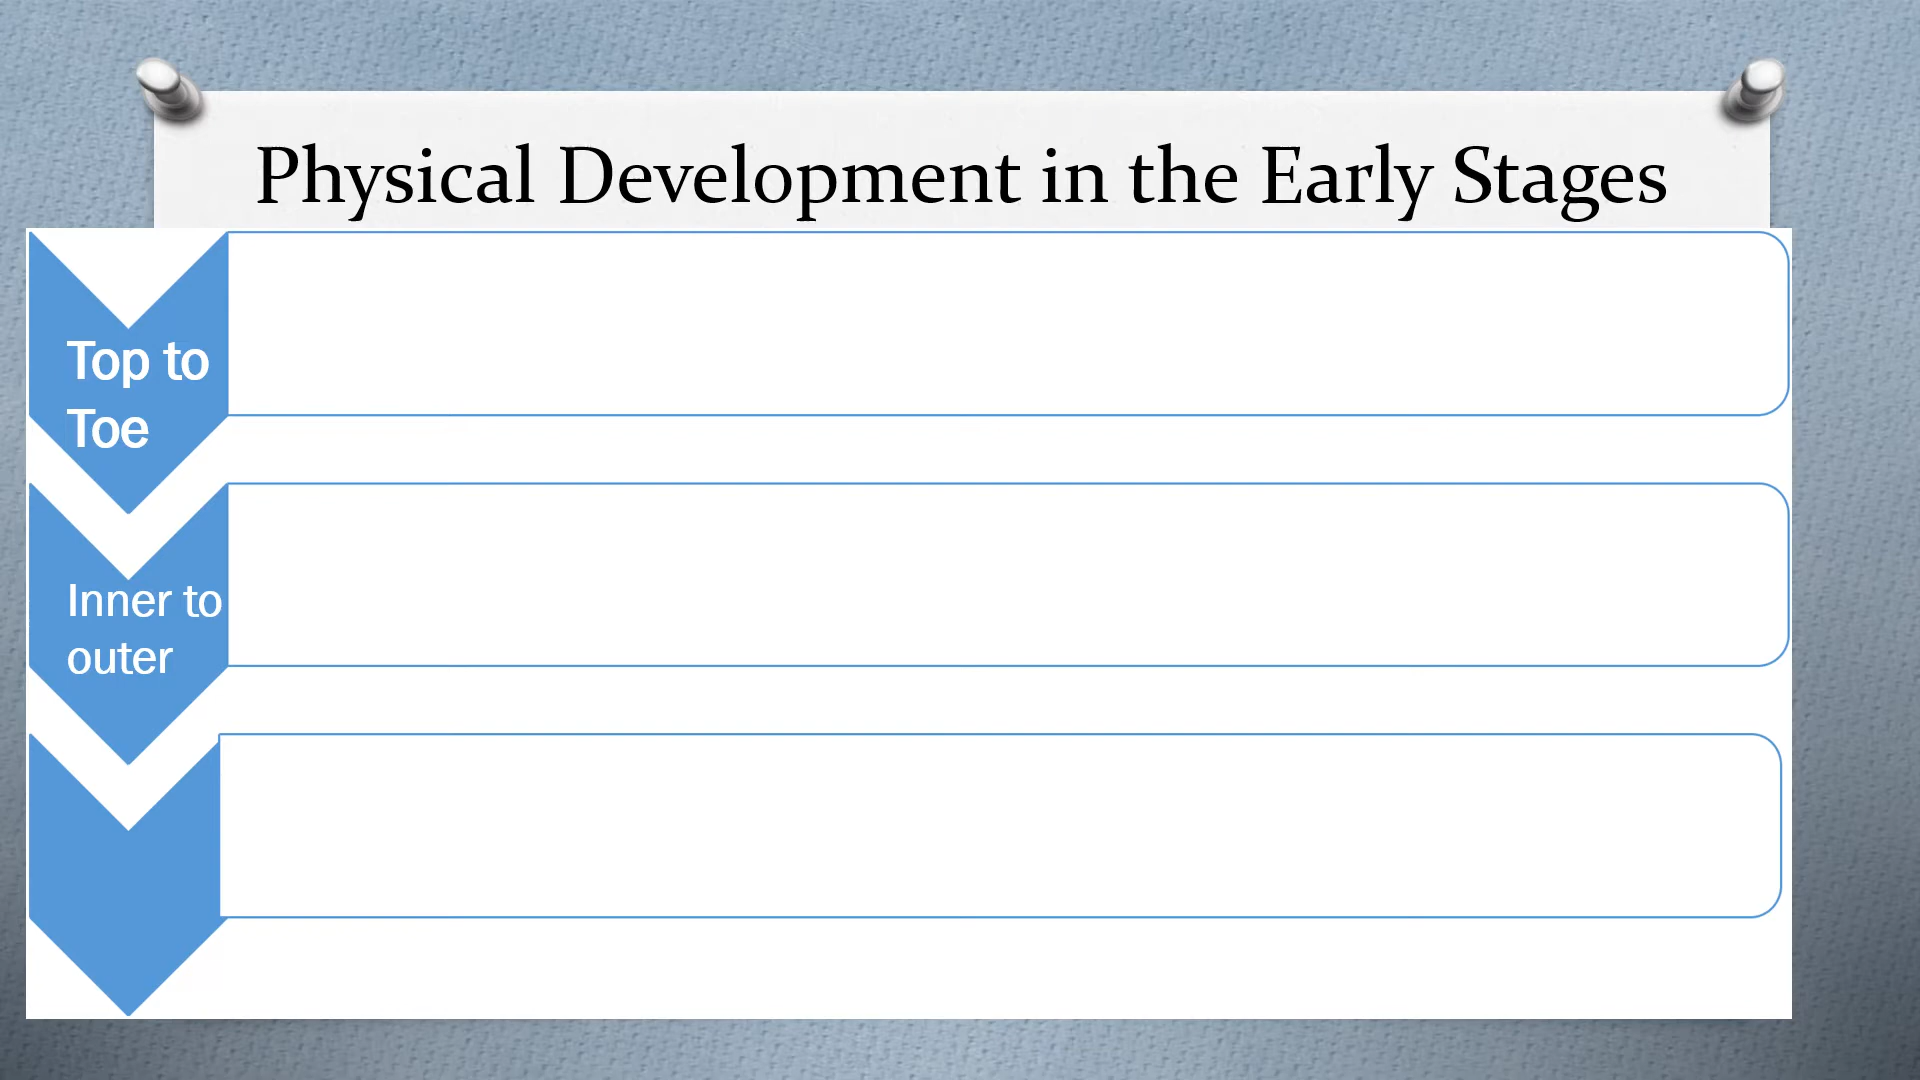 Physical Development in the Early Stages
Top to
Toe
Inner to
outer